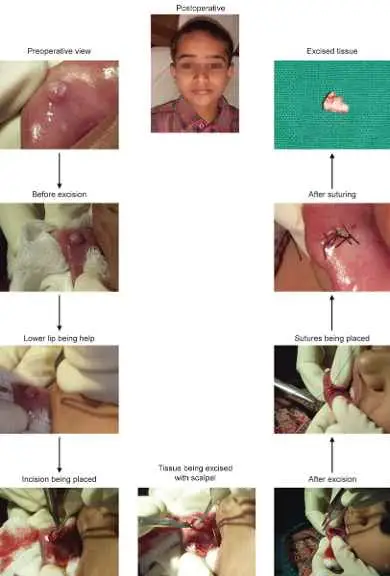 Postoperative
Preoperative view
Excised tissue
Before excision
After suturing
Lower lip being help
Sutures being placed
Incision being placed
Tissue being excised
with scalpal
After excision